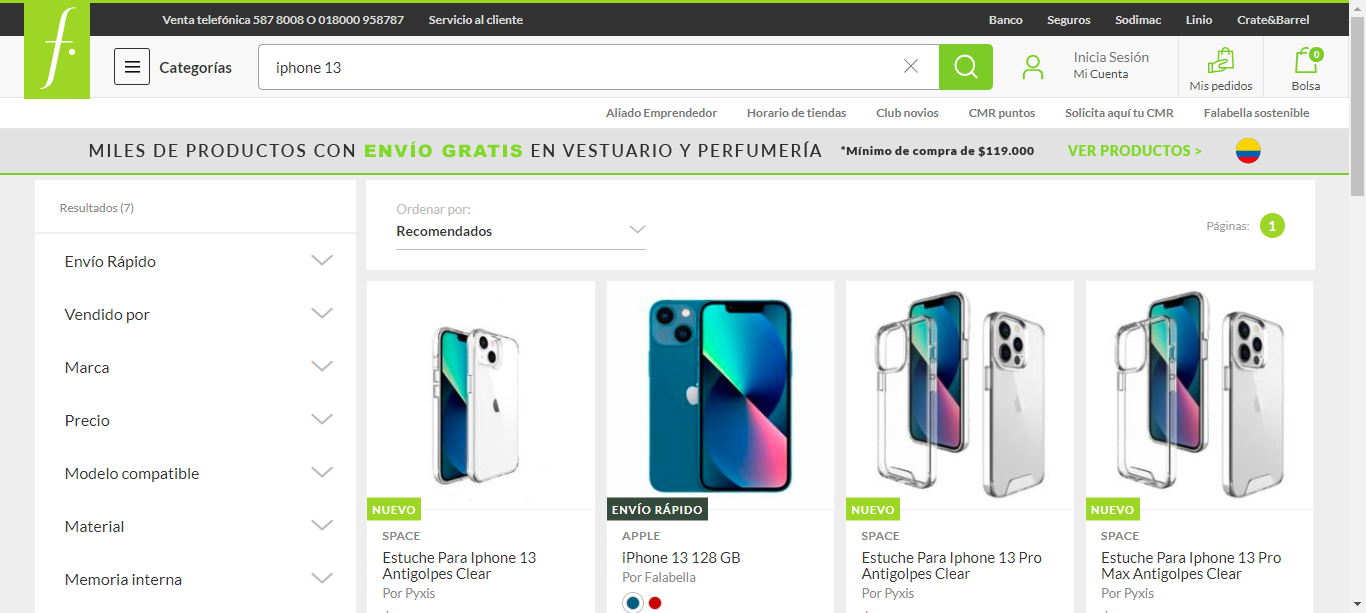 Venta telefónica 587 8008 O 018000 958787
Servicio al cliente
Banco
Seguros
Sodimac
Linio
Crate&Barrel
f.
Categorías
iphone 13
Inicia Sesión
Mi Cuenta
Mis pedidos
0
Bolsa
Aliado Emprendedor
Horario de tiendas
Club novios
CMR puntos
Solicita aquí tu CMR
Falabella sostenible
MILES DE PRODUCTOS CON ENVÍO GRATIS EN VESTUARIO Y PERFUMERÍA *Mínimo de compra de $119.000 VER PRODUCTOS >
Resultados (7)
Envío Rápido
Vendido por
Marca
Precio
Modelo compatible
Material
Memoria interna
Ordenar por:
Recomendados
Páginas: 1
NUEVO
SPACE
Estuche Para Iphone 13
Antigolpes Clear
Por Pyxis
ENVÍO RÁPIDO
APPLE
iPhone 13 128 GB
Por Falabella
NUEVO
SPACE
Estuche Para Iphone 13 Pro
Antigolpes Clear
Por Pyxis
NUEVO
SPACE
Estuche Para Iphone 13 Pro
Max Antigolpes Clear
Por Pyxis